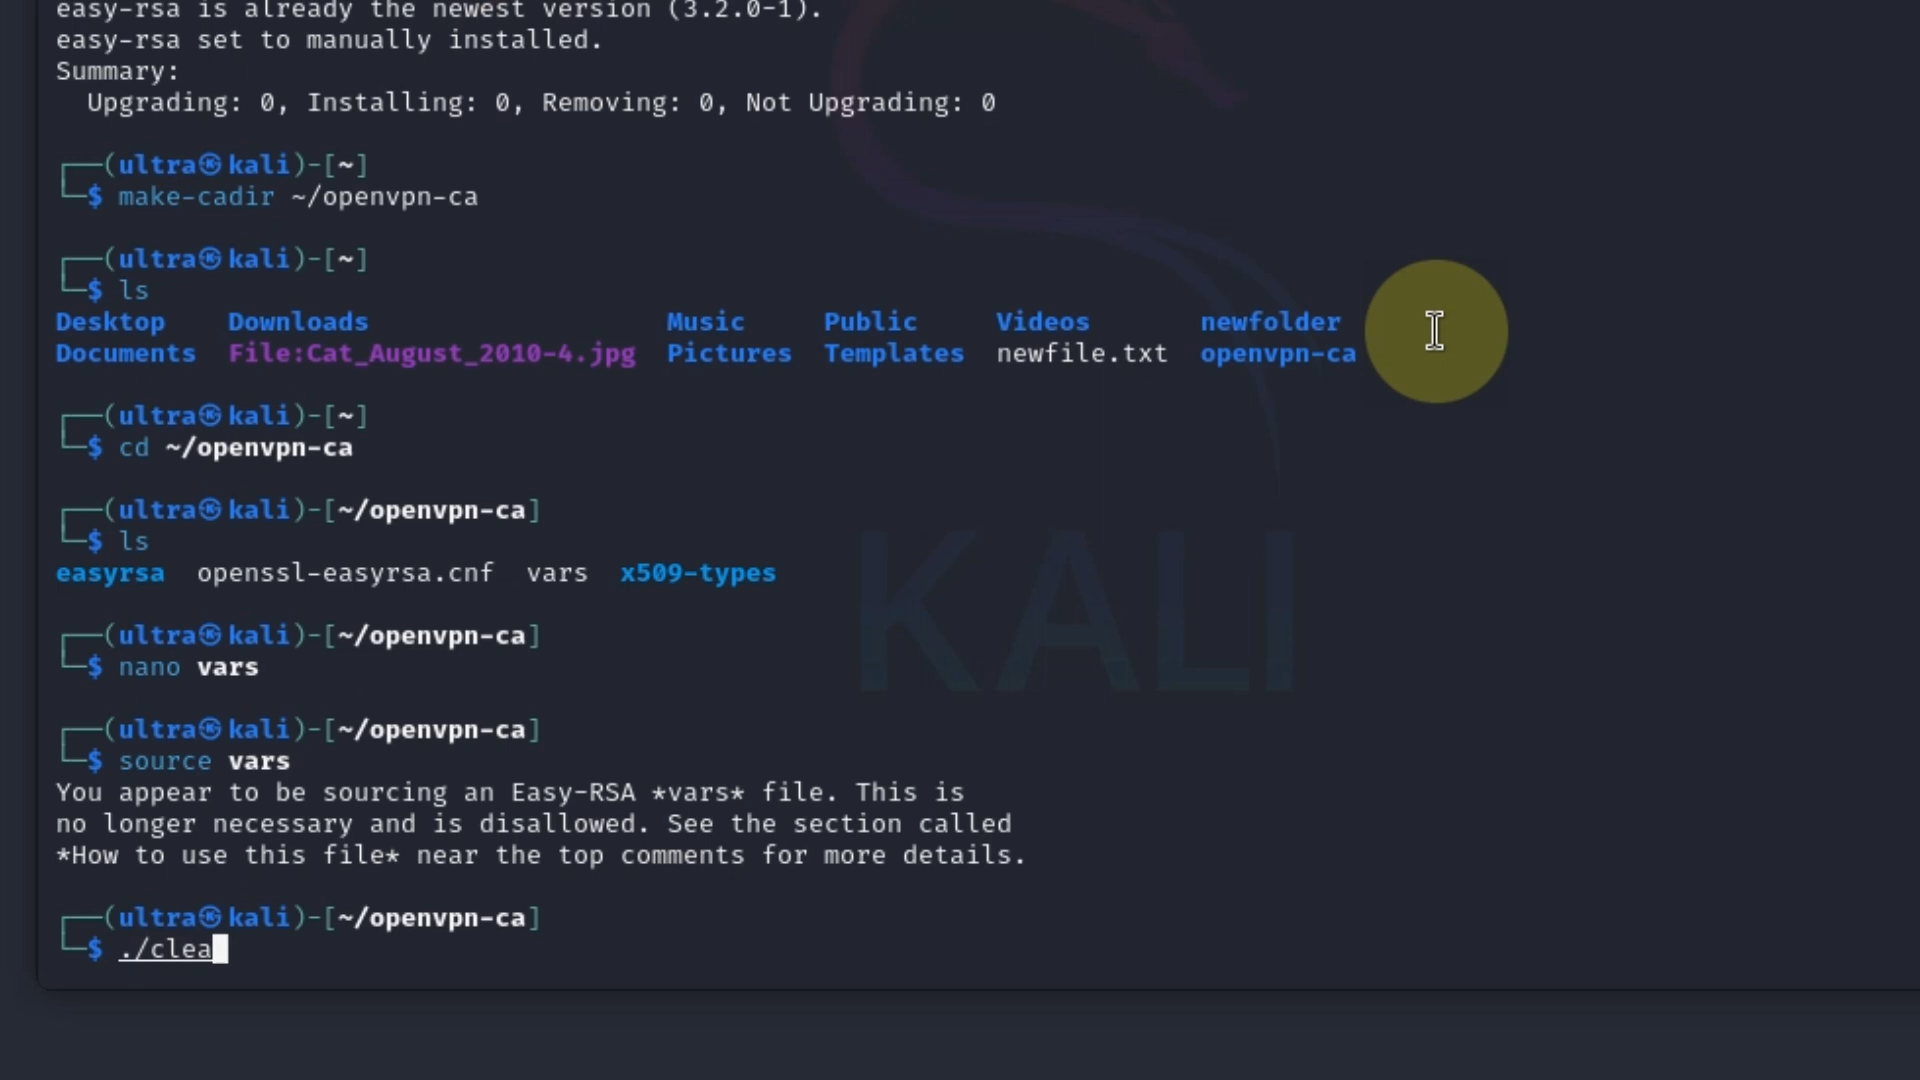 easy-rsa is already the newest version (3.2.0-1).
easy-rsa set to manually installed.
Summary:
  Upgrading: 0, Installing: 0, Removing: 0, Not Upgrading: 0
┌──(ultra㉿kali)-[~]
└─$ make-cadir ~/openvpn-ca
┌──(ultra㉿kali)-[~]
└─$ ls
Desktop    Downloads                   Music     Public     Videos       newfolder
Documents  File:Cat_August_2010-4.jpg  Pictures  Templates  newfile.txt  openvpn-ca
┌──(ultra㉿kali)-[~]
└─$ cd ~/openvpn-ca
┌──(ultra㉿kali)-[~/openvpn-ca]
└─$ ls
easyrsa  openssl-easyrsa.cnf  vars  x509-types
┌──(ultra㉿kali)-[~/openvpn-ca]
└─$ nano vars
┌──(ultra㉿kali)-[~/openvpn-ca]
└─$ source vars
You appear to be sourcing an Easy-RSA *vars* file. This is
no longer necessary and is disallowed. See the section called
*How to use this file* near the top comments for more details.
┌──(ultra㉿kali)-[~/openvpn-ca]
└─$ ./clea
KALI